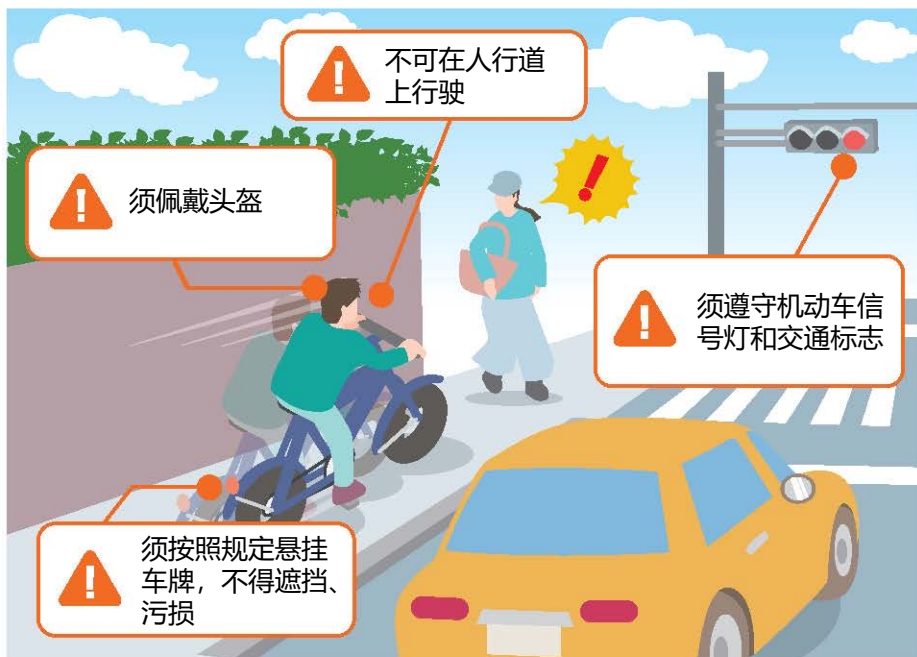 不可在人行道
上行驶
须佩戴头盔
须遵守机动车信
号灯和交通标志
须按照规定悬挂
车牌，不得遮挡、
污损